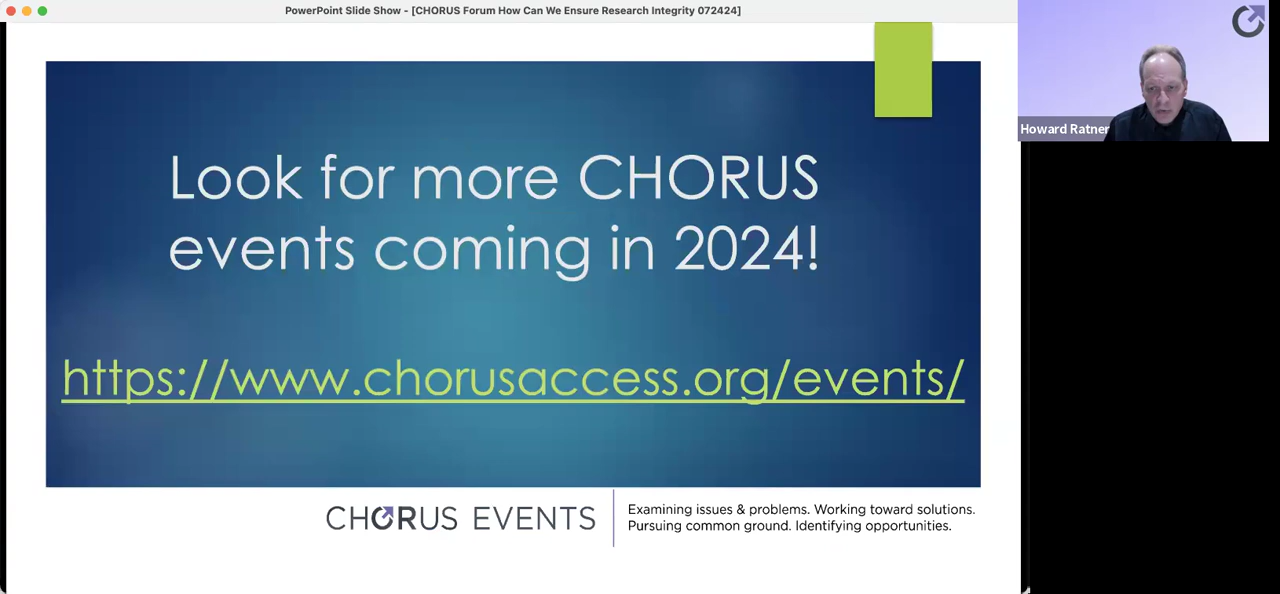 PowerPoint Slide Show - [CHORUS Forum How Can We Ensure Research Integrity 072424]
Howard Ratner
Look for more CHORUS
events coming in 2024!
https://www.chorusaccess.org/events/
CHORUS EVENTS
Examining issues & problems. Working toward solutions.
Pursuing common ground. Identifying opportunities.